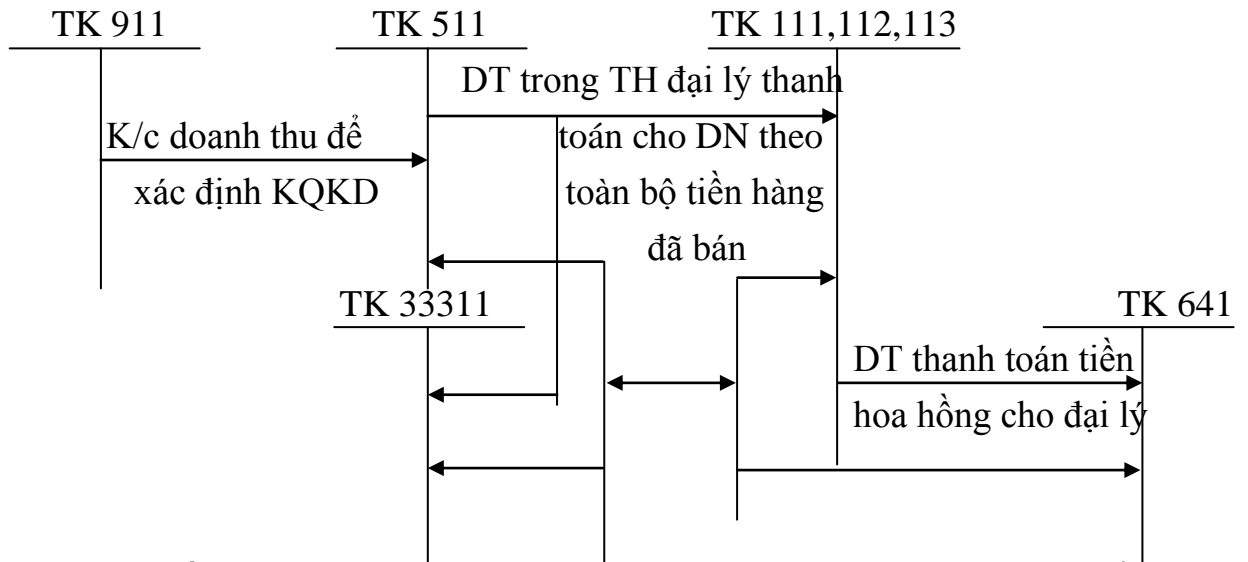 TK 911
TK 511
TK 111,112,113
DT trong TH đại lý thanh
toán cho DN theo
toàn bộ tiền hàng
đã bán
K/c doanh thu để
xác định KQKD
TK 33311
TK 641
DT thanh toán tiền
hoa hồng cho đại lý